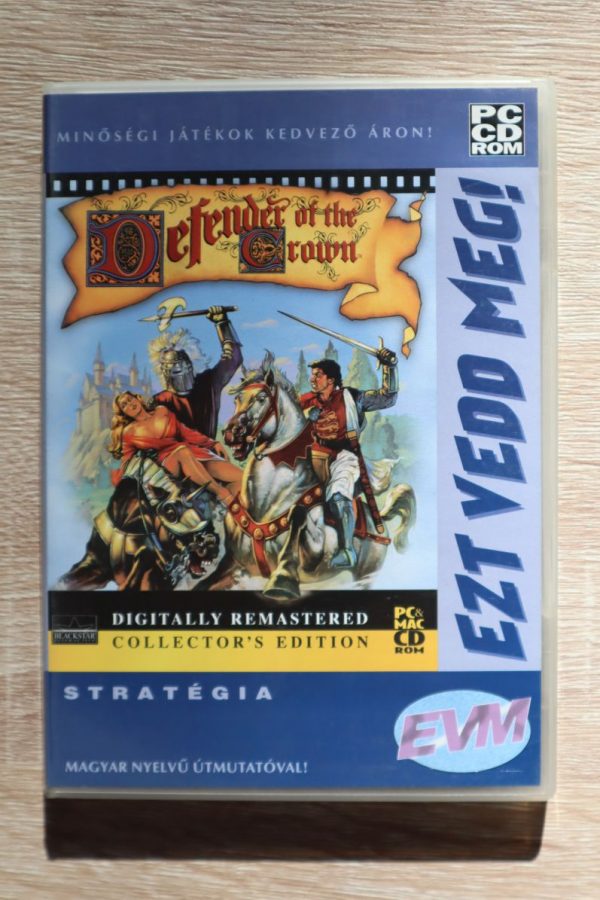 MINŐSÉGI JÁTÉKOK KEDVEZŐ ÁRON!
PC
CD
ROM
Defender of the
Crown
EZT VEDD MEG!
DIGITALLY REMASTERED
COLLECTOR'S EDITION
BLACKSTAR
PC&
MAC
CD
ROM
STRATÉGIA
EVM
MAGYAR NYELVŰ ÚTMUTATÓVAL!